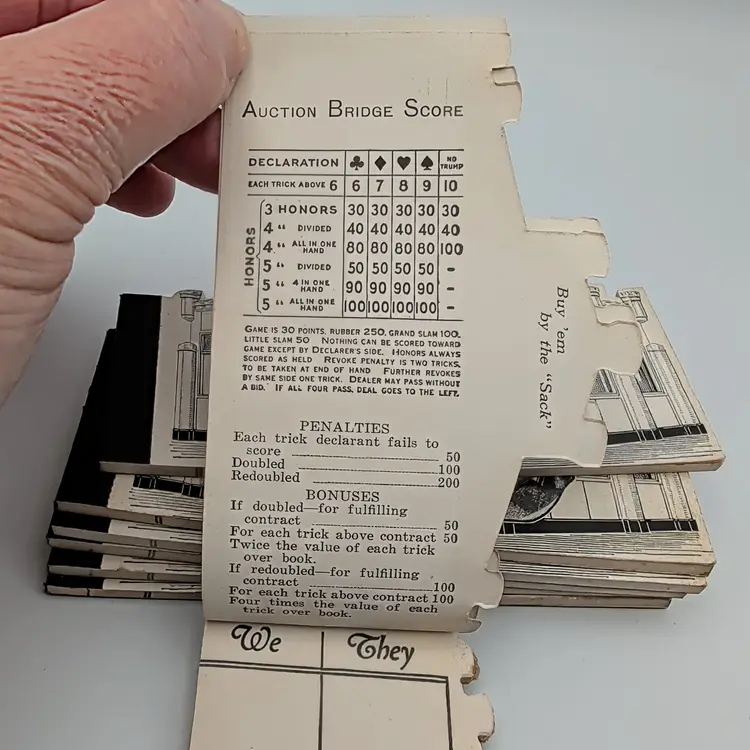 AUCTION BRIDGE SCORE
DECLARATION ♣ ♦ ♥ ♠ NO TRUMP
EACH TRICK ABOVE 6 6 7 8 9 10
HONORS
3 HONORS 30 30 30 30 30
4 “ DIVIDED 40 40 40 40 40
4 “ ALL IN ONE HAND 80 80 80 80 100
5 “ DIVIDED 50 50 50 50 -
5 “ 4 IN ONE HAND 90 90 90 90 -
5 “ ALL IN ONE HAND 100 100 100 100 -
GAME IS 30 POINTS, RUBBER 250, GRAND SLAM 100,
LITTLE SLAM 50 NOTHING CAN BE SCORED TOWARD
GAME EXCEPT BY DECLARER'S SIDE. HONORS ALWAYS
SCORED AS HELD REVOKE PENALTY IS TWO TRICKS,
TO BE TAKEN AT END OF HAND FURTHER REVOKES
BY SAME SIDE ONE TRICK. DEALER MAY PASS WITHOUT
A BID. IF ALL FOUR PASS, DEAL GOES TO THE LEFT.
PENALTIES
Each trick declarant fails to
score 50
Doubled 100
Redoubled 200
BONUSES
If doubled—for fulfilling
contract 50
For each trick above contract 50
Twice the value of each trick
over book.
If redoubled—for fulfilling
contract 100
For each trick above contract 100
Four times the value of each
trick over book.
Buy 'em
by the "Sack"
We They